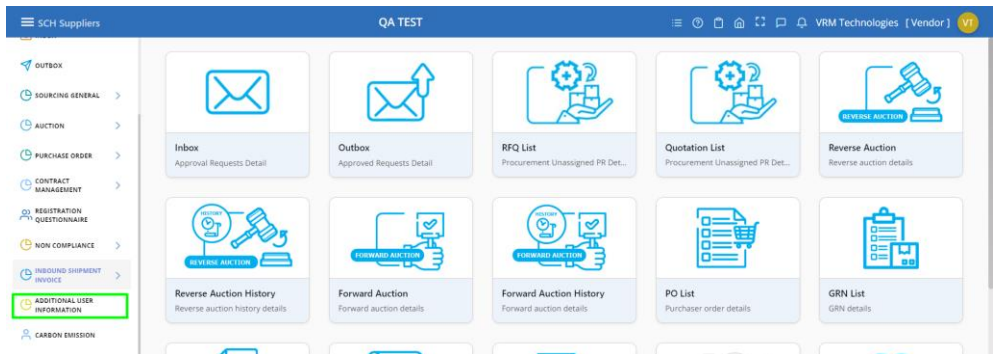 SCH Suppliers
QA TEST
VRM Technologies [ Vendor ]
VT
OUTBOX
SOURCING GENERAL
AUCTION
PURCHASE ORDER
CONTRACT
MANAGEMENT
REGISTRATION
QUESTIONNAIRE
NON COMPLIANCE
INBOUND SHIPMENT
INVOICE
ADDITIONAL USER
INFORMATION
CARBON EMISSION
Inbox
Approval Requests Detail
Outbox
Approved Requests Detail
RFQ List
Procurement Unassigned PR Det...
Quotation List
Procurement Unassigned PR Det...
REVERSE AUCTION
Reverse Auction
Reverse auction details
HISTORY
REVERSE AUCTION
Reverse Auction History
Reverse auction history details
FORWARD AUCTION
Forward Auction
Forward auction details
HISTORY
FORWARD AUCTION
Forward Auction History
Forward auction details
PO List
Purchaser order details
GRN List
GRN details